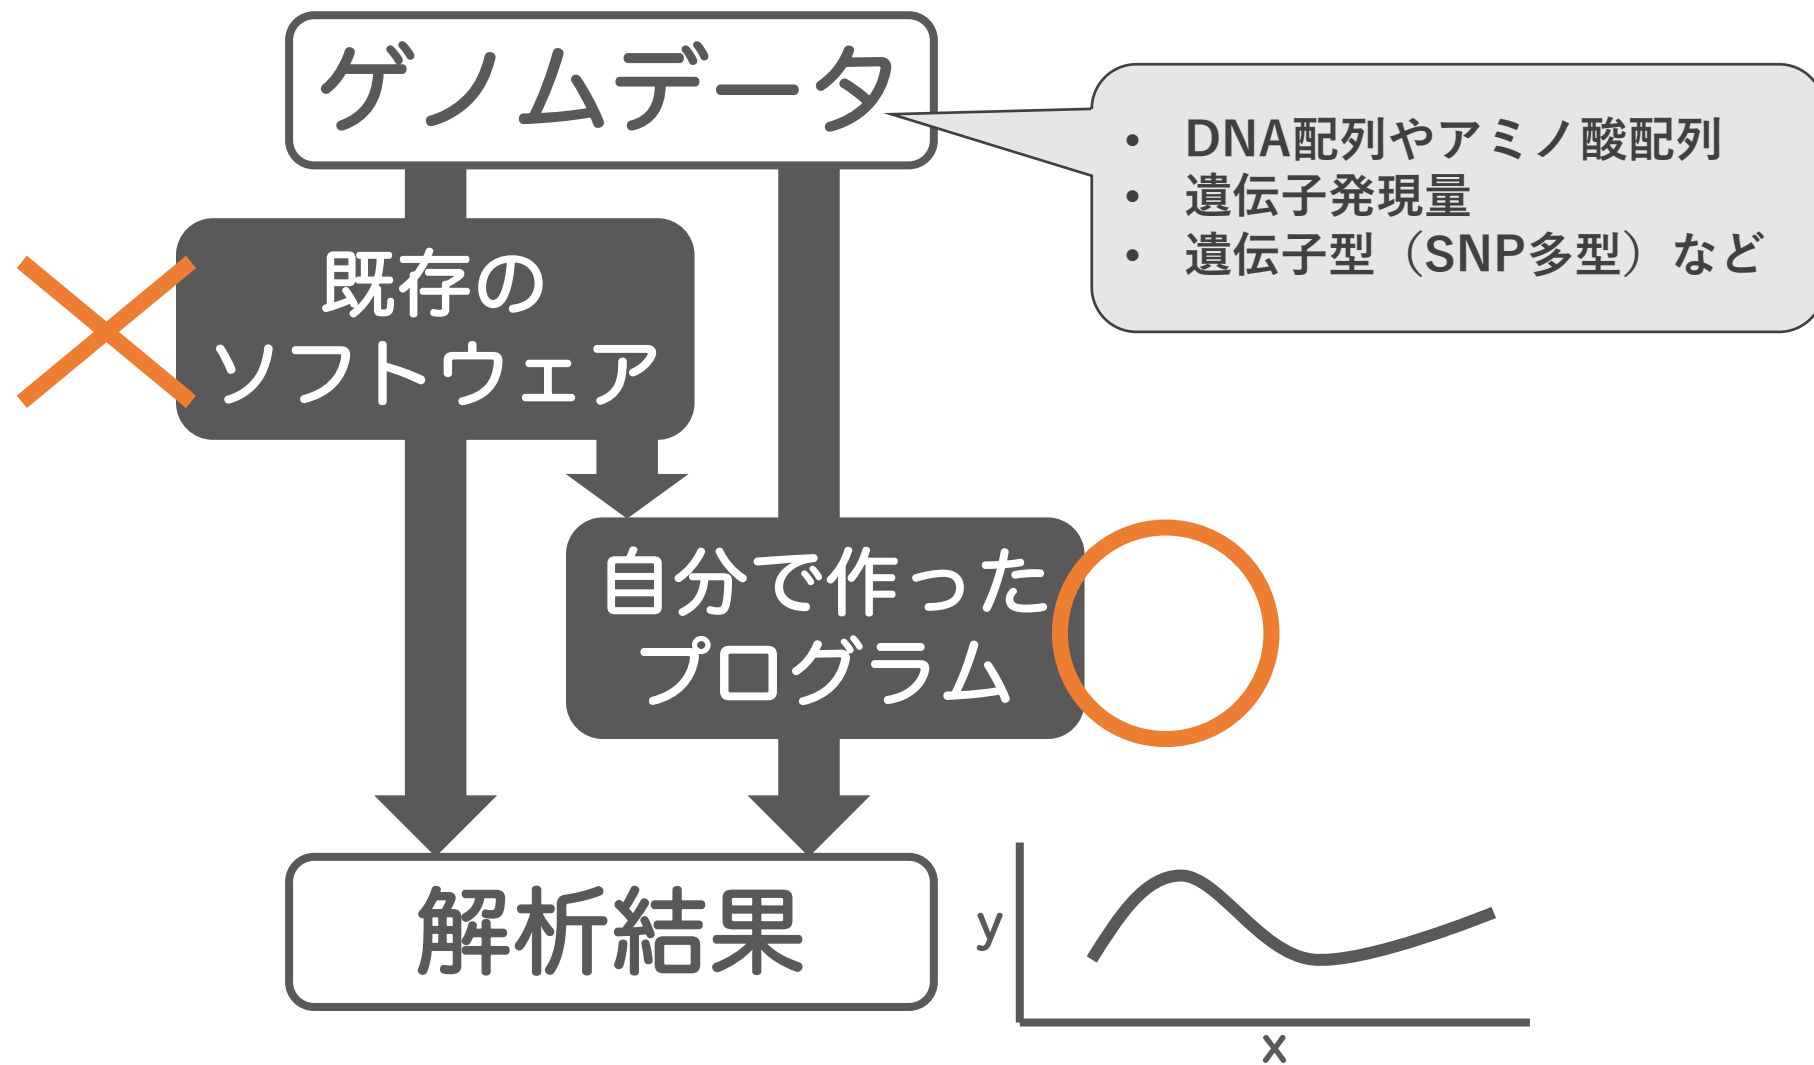 ゲノムデータ
• DNA配列やアミノ酸配列
• 遺伝子発現量
• 遺伝子型（SNP多型）など
既存の
ソフトウェア
自分で作った
プログラム
解析結果
y
x